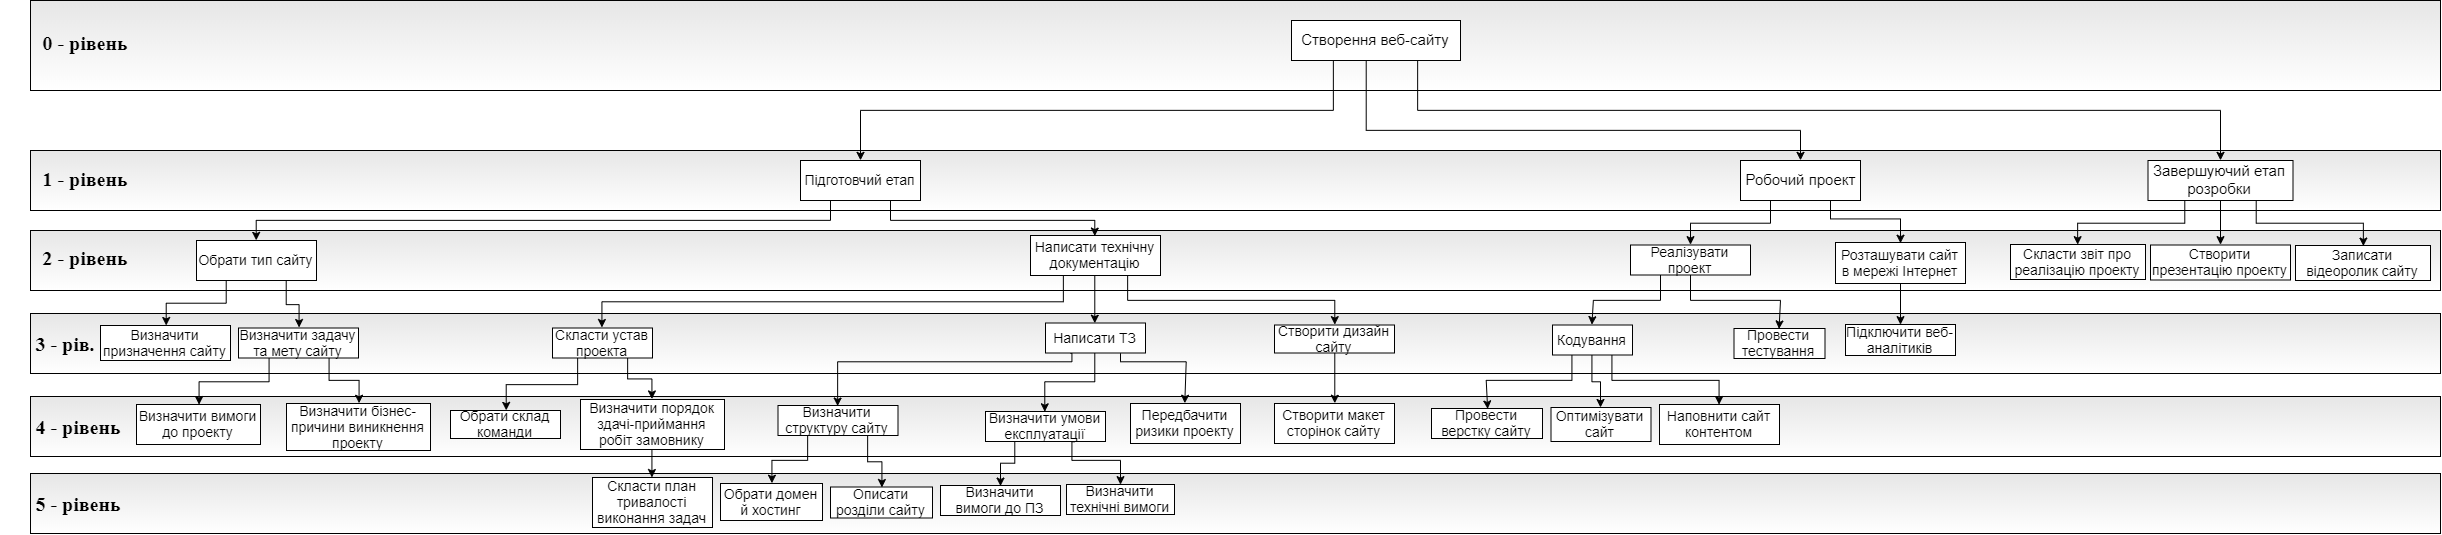 0 - рівень
Створення веб-сайту
1 - рівень
Підготовчий етап
Робочий проект
Завершуючий етап
розробки
2 - рівень
Обрати тип сайту
Написати технічну
документацію
Реалізувати
проект
Розташувати сайт
в мережі Інтернет
Скласти звіт про
реалізацію проекту
Створити
презентацію проекту
Записати
відеоролик сайту
3 - рів.
Визначити
призначення сайту
Визначити задачу
та мету сайту
Скласти устав
проекта
Написати ТЗ
Створити дизайн
сайту
Кодування
Провести
тестування
Підключити веб-
аналітиків
4 - рівень
Визначити вимоги
до проекту
Визначити бізнес-
причини виникнення
проекту
Обрати склад
команди
Визначити порядок
здачі-приймання
робіт замовнику
Визначити
структуру сайту
Визначити умови
експлуатації
Передбачити
ризики проекту
Створити макет
сторінок сайту
Провести
верстку сайту
Оптимізувати
сайт
Наповнити сайт
контентом
5 - рівень
Скласти план
тривалості
виконання задач
Обрати домен
й хостинг
Описати
розділи сайту
Визначити
вимоги до ПЗ
Визначити
технічні вимоги